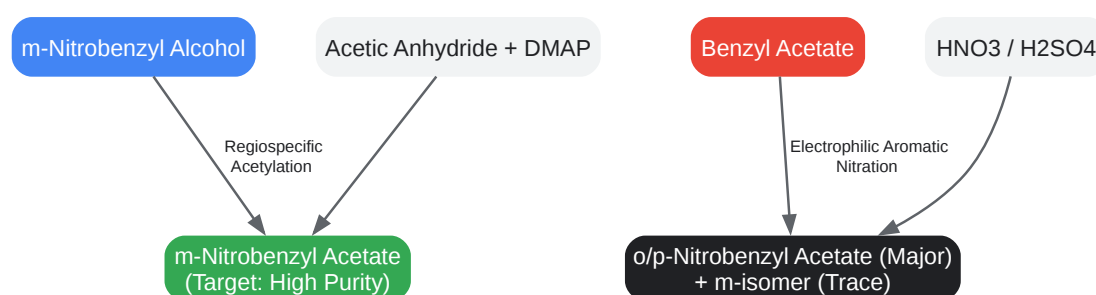 m-Nitrobenzyl Alcohol
Acetic Anhydride + DMAP
Benzyl Acetate
HNO3 / H2SO4
Regiospecific
Acetylation
Electrophilic Aromatic
Nitration
m-Nitrobenzyl Acetate
(Target: High Purity)
o/p-Nitrobenzyl Acetate (Major)
+ m-isomer (Trace)